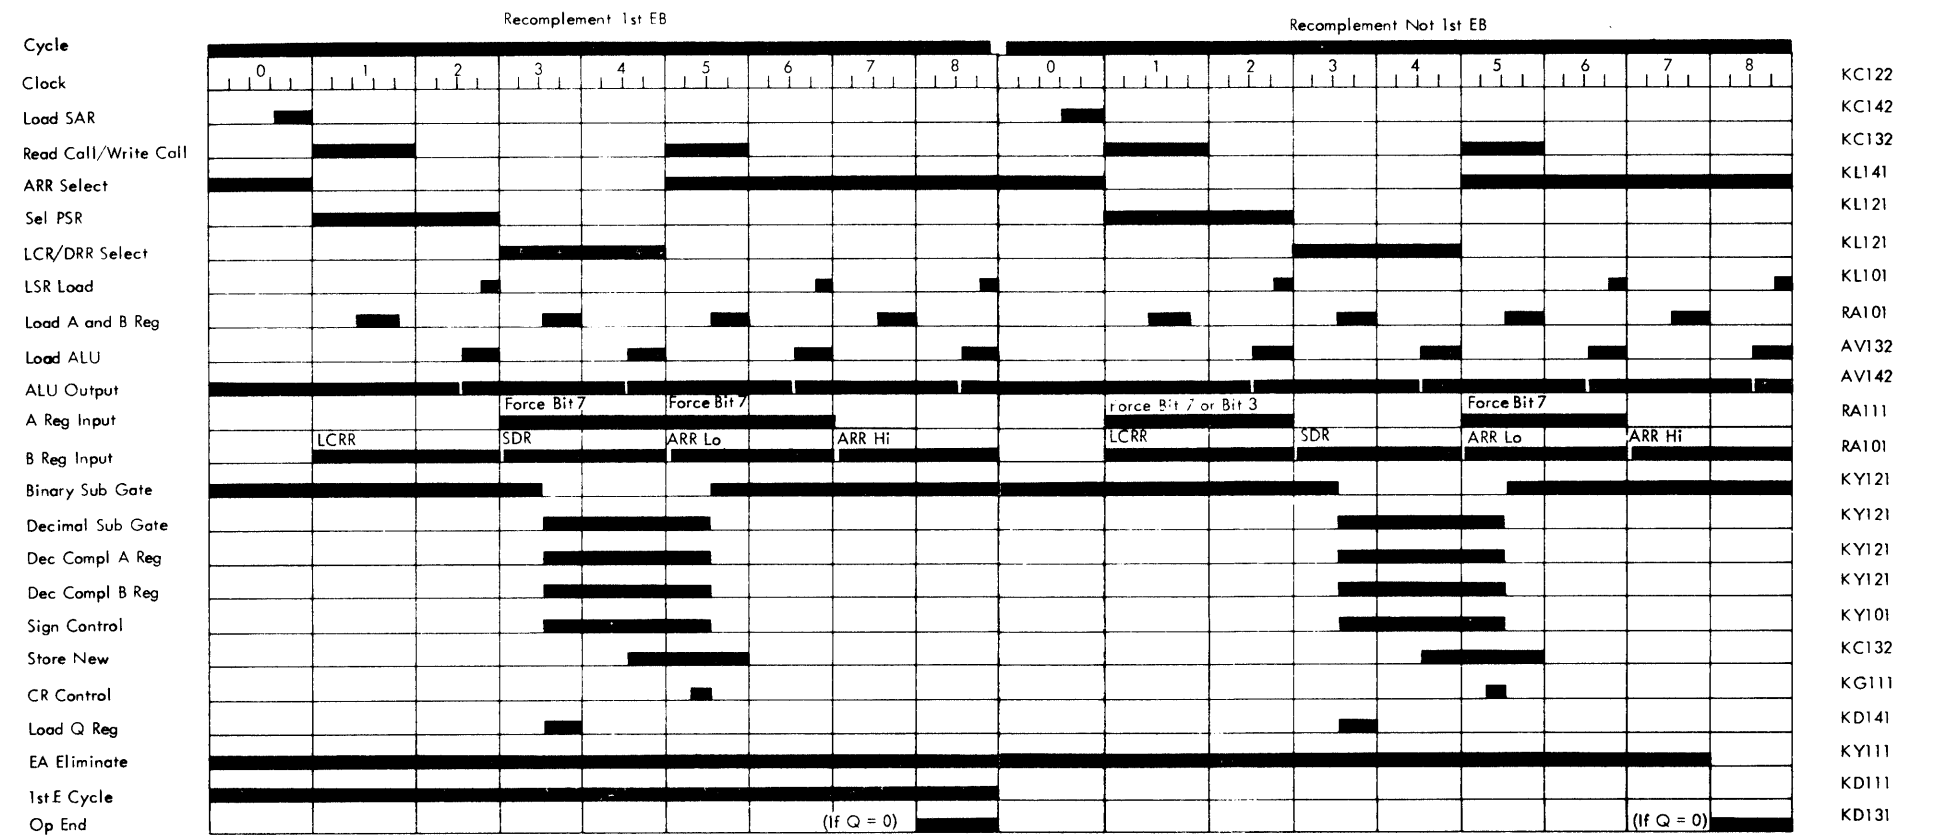 Recomplement 1st EB
Recomplement Not 1st EB
Cycle
Clock 0 1 2 3 4 5 6 7 8 0 1 2 3 4 5 6 7 8 KC122
Load SAR KC142
Read Call/Write Call KC132
ARR Select KL141
Sel PSR KL121
LCR/DRR Select KL121
LSR Load KL101
Load A and B Reg RA101
Load ALU AV132
ALU Output AV142
Force Bit 7 Force Bit 7 Force Bit 7 or Bit 3 Force Bit 7
A Reg Input RA111
LCRR SDR ARR Lo ARR Hi LCRR SDR ARR Lo ARR Hi
B Reg Input RA101
Binary Sub Gate KY121
Decimal Sub Gate KY121
Dec Compl A Reg KY121
Dec Compl B Reg KY121
Sign Control KY101
Store New KC132
CR Control KG111
Load Q Reg KD141
EA Eliminate KY111
1st E Cycle KD111
Op End (If Q = 0) (If Q = 0) KD131